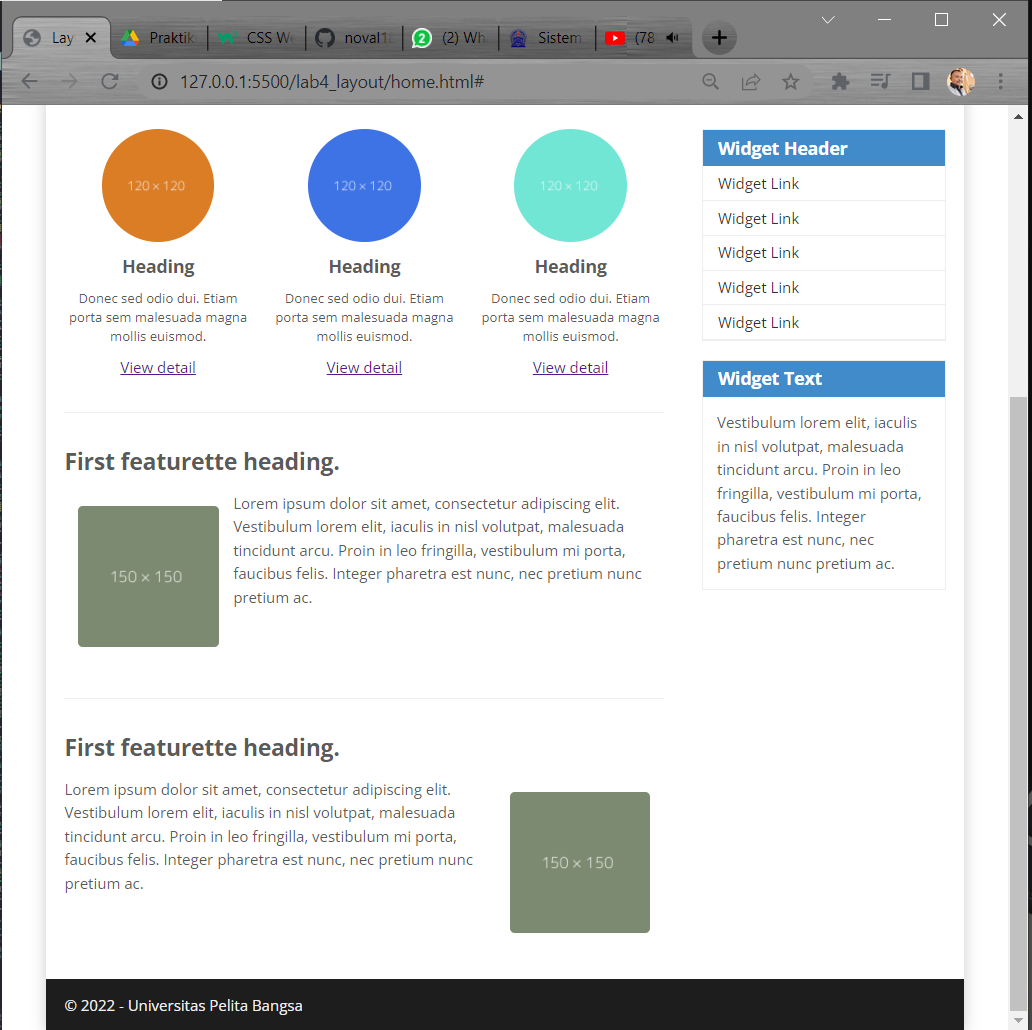 Lay
Praktik
CSS W
noval1
(2) Wh
Sistem
(78
127.0.0.1:5500/lab4_layout/home.html#
120 × 120
120 × 120
120 × 120
Heading
Heading
Heading
Donec sed odio dui. Etiam
porta sem malesuada magna
mollis euismod.
Donec sed odio dui. Etiam
porta sem malesuada magna
mollis euismod.
Donec sed odio dui. Etiam
porta sem malesuada magna
mollis euismod.
View detail
View detail
View detail
First featurette heading.
150 × 150
Lorem ipsum dolor sit amet, consectetur adipiscing elit.
Vestibulum lorem elit, iaculis in nisl volutpat, malesuada
tincidunt arcu. Proin in leo fringilla, vestibulum mi porta,
faucibus felis. Integer pharetra est nunc, nec pretium nunc
pretium ac.
First featurette heading.
Lorem ipsum dolor sit amet, consectetur adipiscing elit.
Vestibulum lorem elit, iaculis in nisl volutpat, malesuada
tincidunt arcu. Proin in leo fringilla, vestibulum mi porta,
faucibus felis. Integer pharetra est nunc, nec pretium nunc
pretium ac.
150 × 150
Widget Header
Widget Link
Widget Link
Widget Link
Widget Link
Widget Link
Widget Text
Vestibulum lorem elit, iaculis
in nisl volutpat, malesuada
tincidunt arcu. Proin in leo
fringilla, vestibulum mi porta,
faucibus felis. Integer
pharetra est nunc, nec
pretium nunc pretium ac.
© 2022 - Universitas Pelita Bangsa